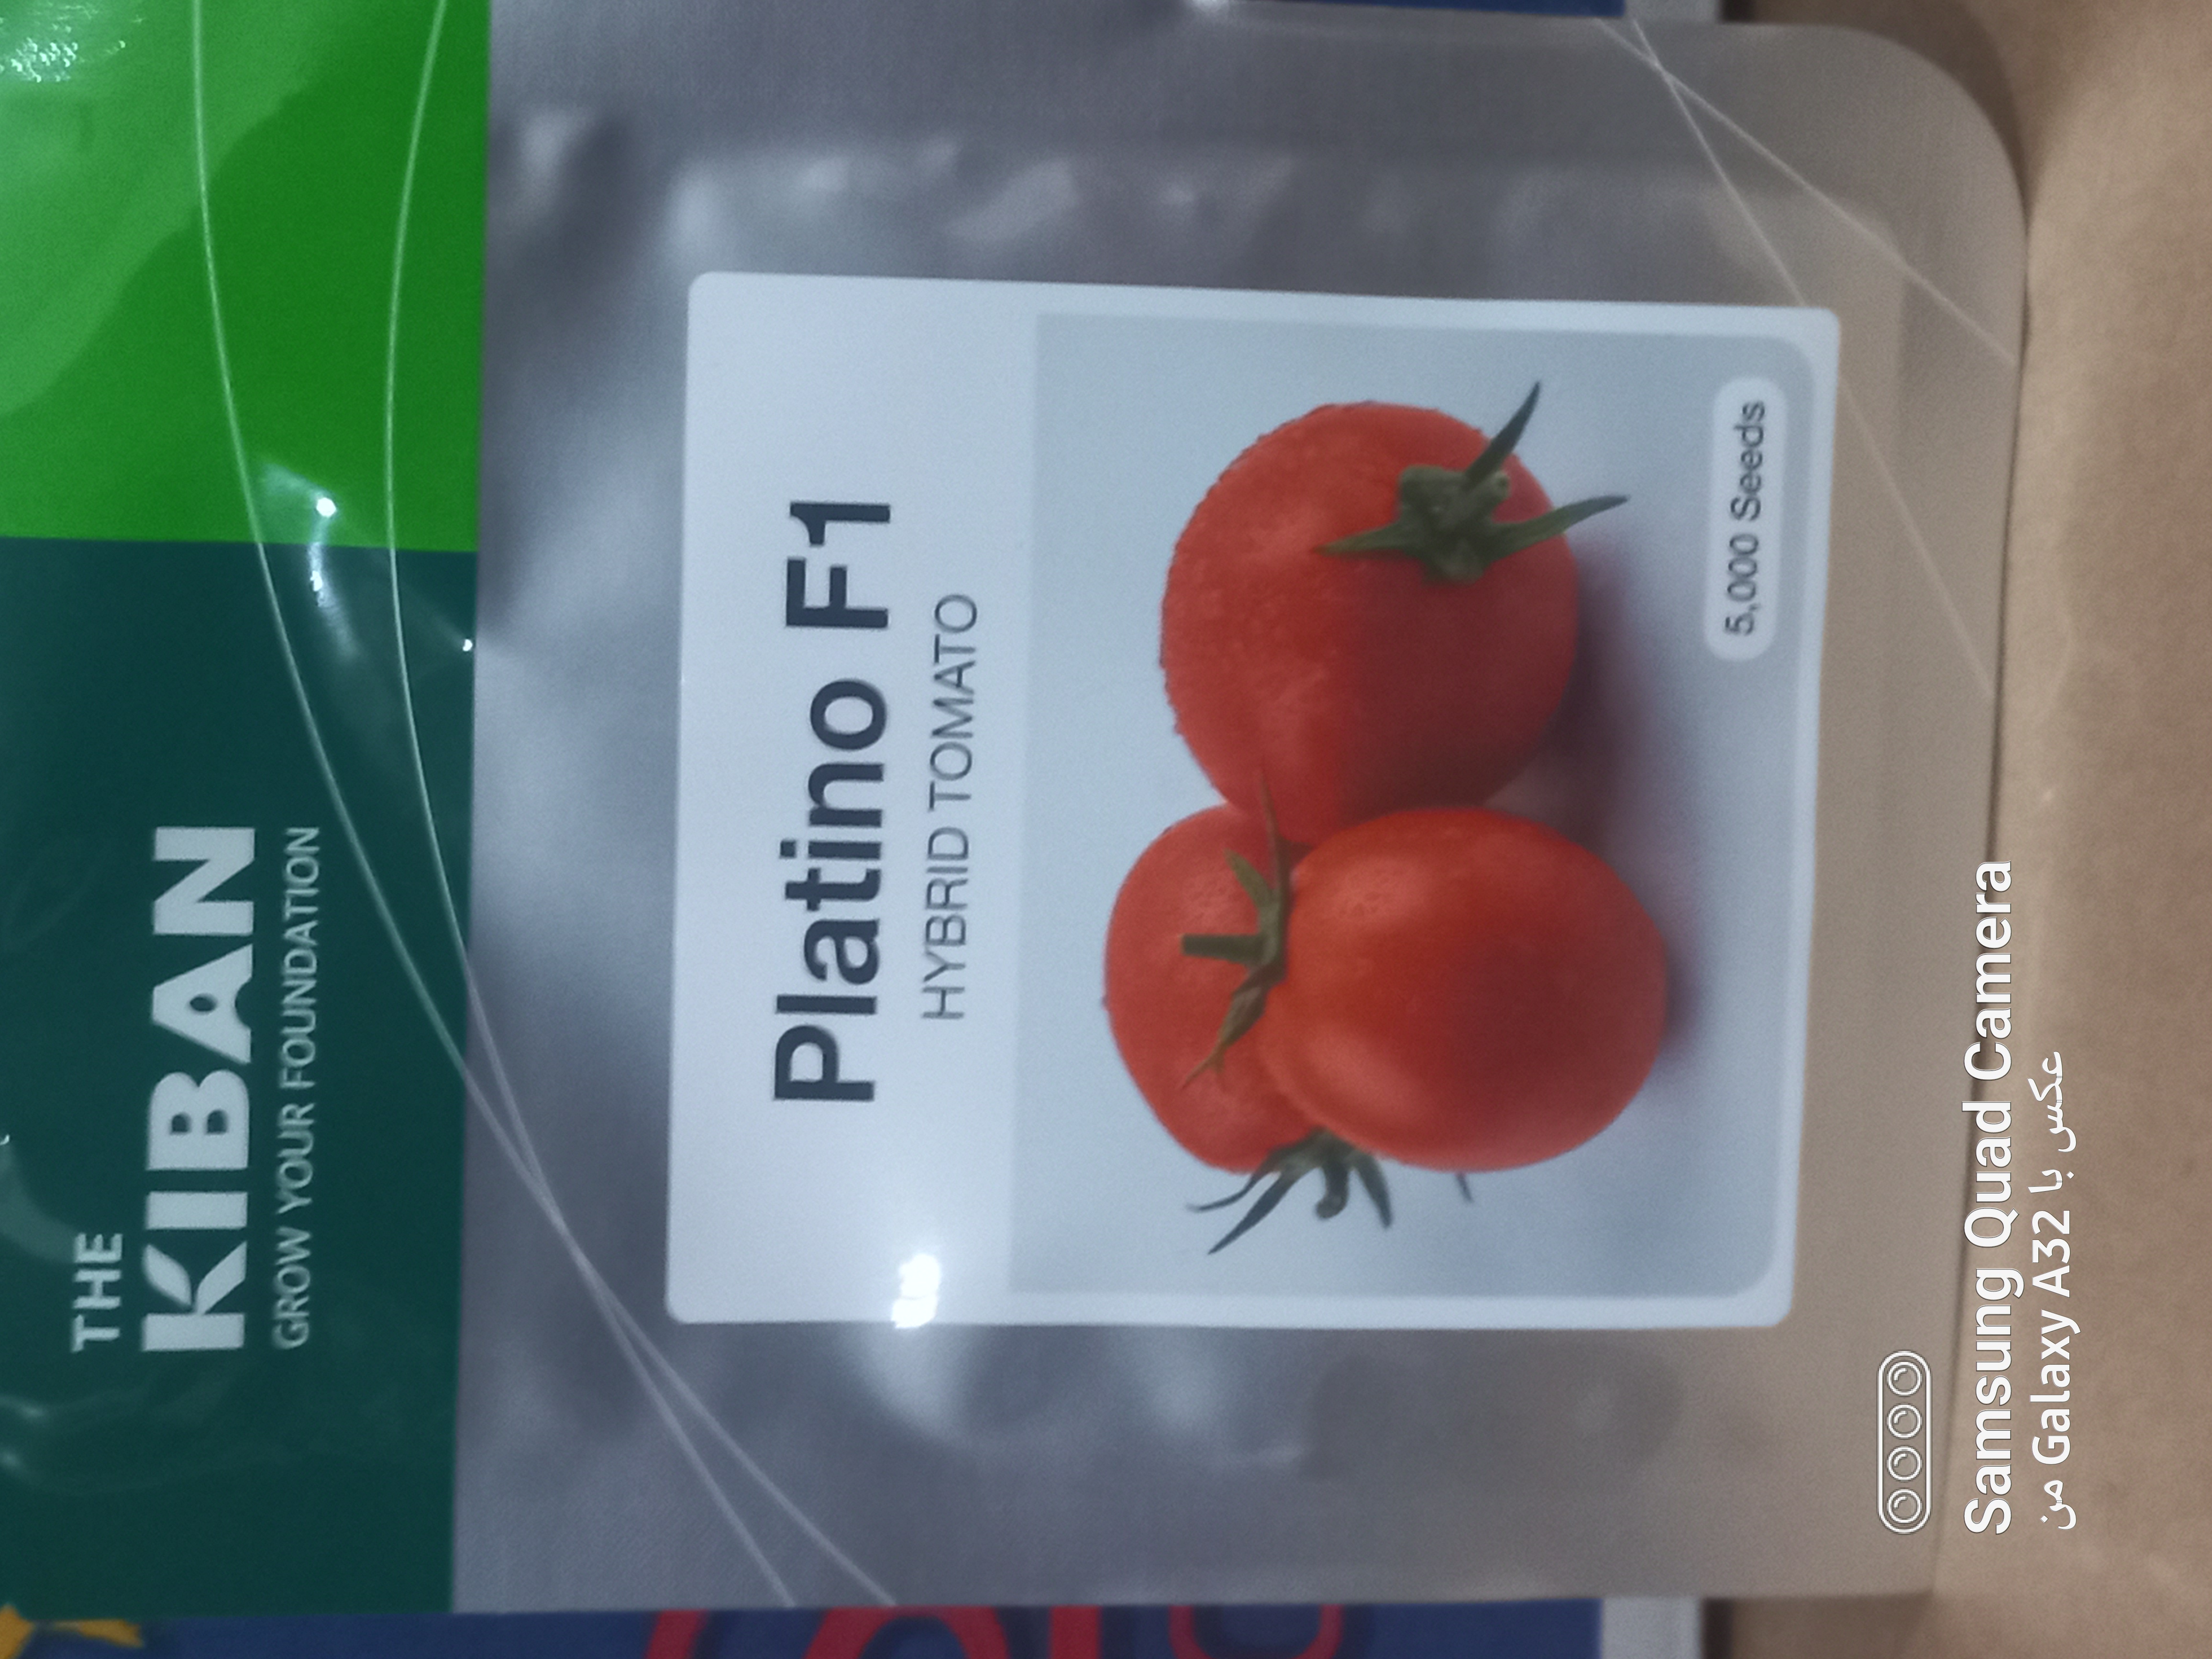 THE
KIBAN
GROW YOUR FOUNDATION
Platino F1
HYBRID TOMATO
5,000 Seeds
Samsung Quad Camera
عکس با Galaxy A32 من